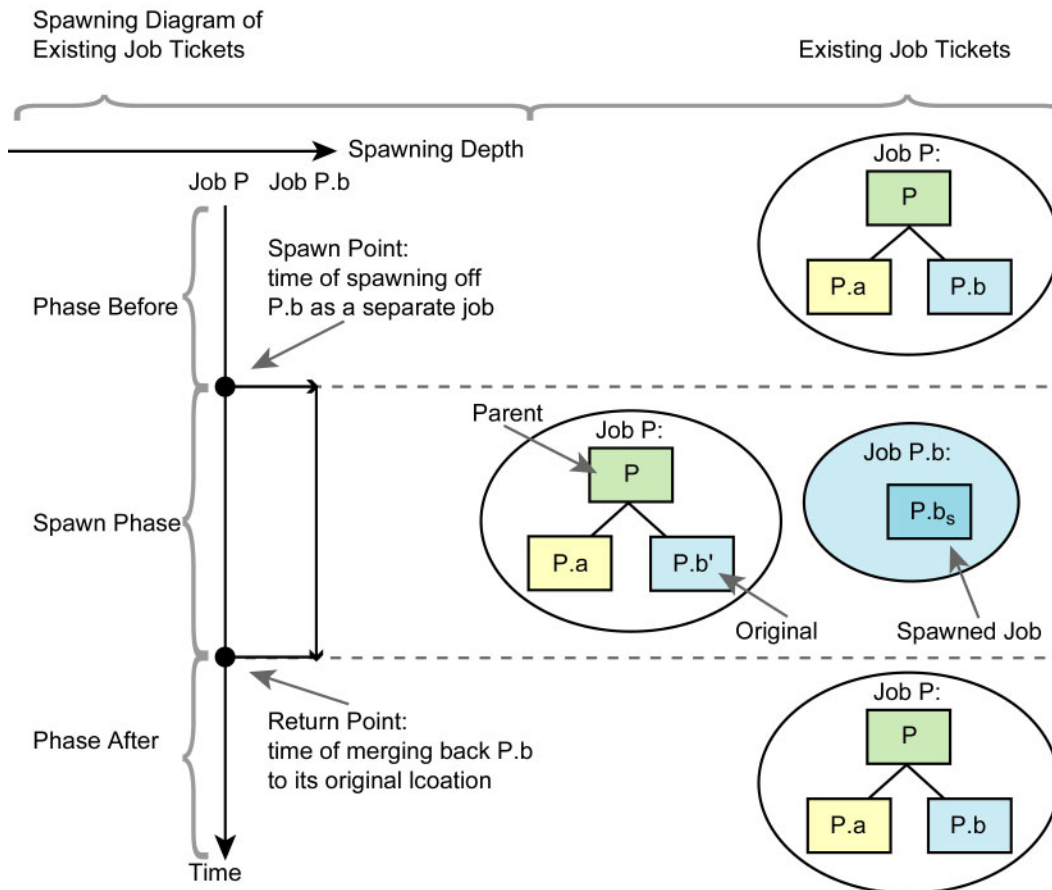 Spawning Diagram of
Existing Job Tickets
Existing Job Tickets
Spawning Depth
Job P
Job P.b
Job P:
P
P.a
P.b
Phase Before
Spawn Point:
time of spawning off
P.b as a separate job
Parent
Job P:
P
P.a
P.b'
Original
Job P.b:
P.bs
Spawned Job
Spawn Phase
Phase After
Return Point:
time of merging back P.b
to its original lcoation
Job P:
P
P.a
P.b
Time